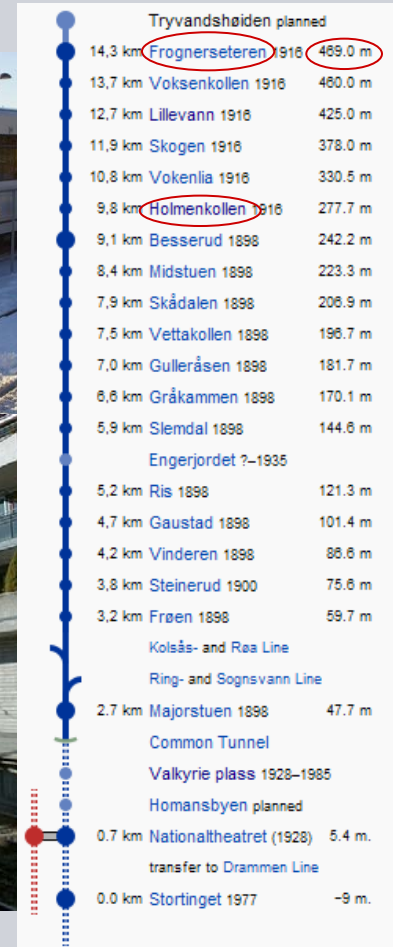 Tryvandshøiden planned
14,3 km Frognerseteren 1916 469.0 m
13,7 km Voksenkollen 1916 460.0 m
12,7 km Lillevann 1916 425.0 m
11,9 km Skogen 1916 378.0 m
10,8 km Vokenlia 1916 330.5 m
9,8 km Holmenkollen 1916 277.7 m
9,1 km Besserud 1898 242.2 m
8,4 km Midstuen 1898 223.3 m
7,9 km Skådalen 1898 206.9 m
7,5 km Vettakollen 1898 196.7 m
7,0 km Gulleråsen 1898 181.7 m
6,6 km Gråkammen 1898 170.1 m
5,9 km Slemdal 1898 144.6 m
Engerjordet ?–1935
5,2 km Ris 1898 121.3 m
4,7 km Gaustad 1898 101.4 m
4,2 km Vinderen 1898 86.6 m
3,8 km Steinerud 1900 75.6 m
3,2 km Frøen 1898 59.7 m
Kolsås- and Røa Line
Ring- and Sognsvann Line
2.7 km Majorstuen 1898 47.7 m
Common Tunnel
Valkyrie plass 1928–1985
Homansbyen planned
0.7 km Nationaltheatret (1928) 5.4 m.
transfer to Drammen Line
0.0 km Stortinget 1977 −9 m.